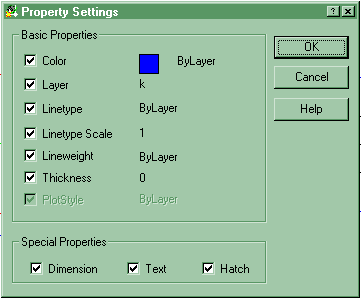 Property Settings
Basic Properties
Color ByLayer
Layer k
Linetype ByLayer
Linetype Scale 1
Lineweight ByLayer
Thickness 0
PlotStyle ByLayer
OK
Cancel
Help
Special Properties
Dimension Text Hatch